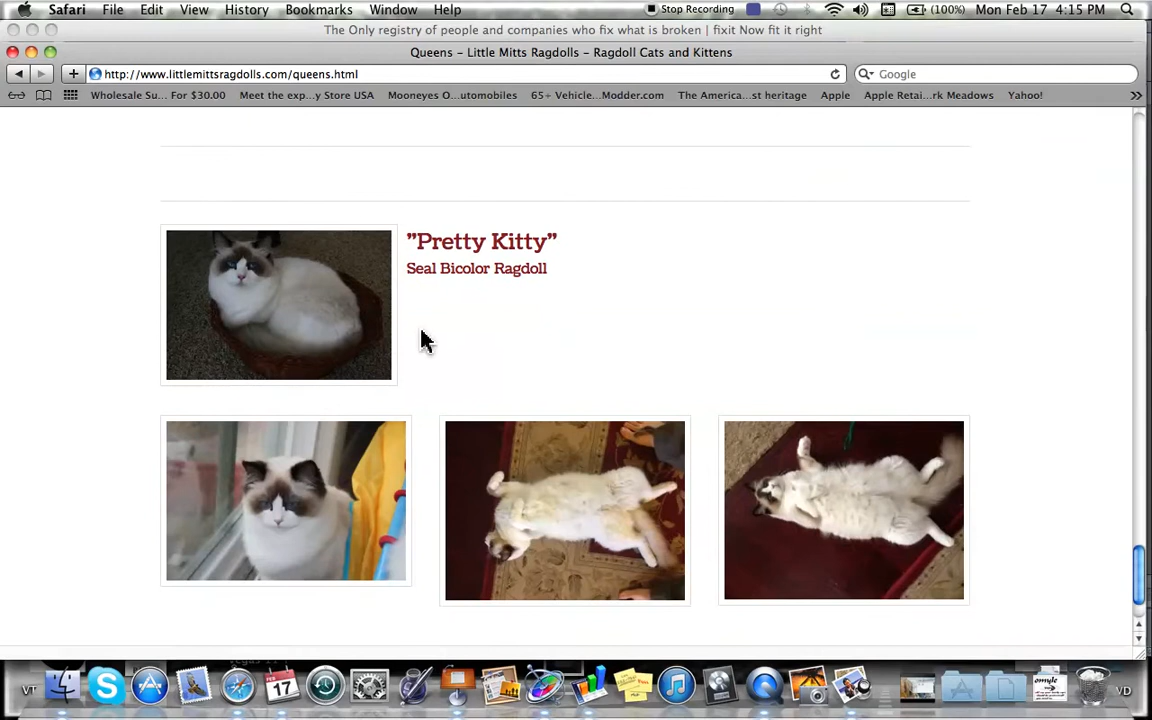 Safari File Edit View History Bookmarks Window Help Stop Recording (100%) Mon Feb 17 4:15 PM
The Only registry of people and companies who fix what is broken | fixit Now fit it right
Queens – Little Mitts Ragdolls – Ragdoll Cats and Kittens
http://www.littlemittsragdolls.com/queens.html Google
Wholesale Su... For $30.00 Meet the exp...y Store USA Mooneyes O...utomobiles 65+ Vehicle...Modder.com The America...st heritage Apple Apple Retai...rk Meadows Yahoo! »
"Pretty Kitty"
Seal Bicolor Ragdoll
FEB
17
VT
VD